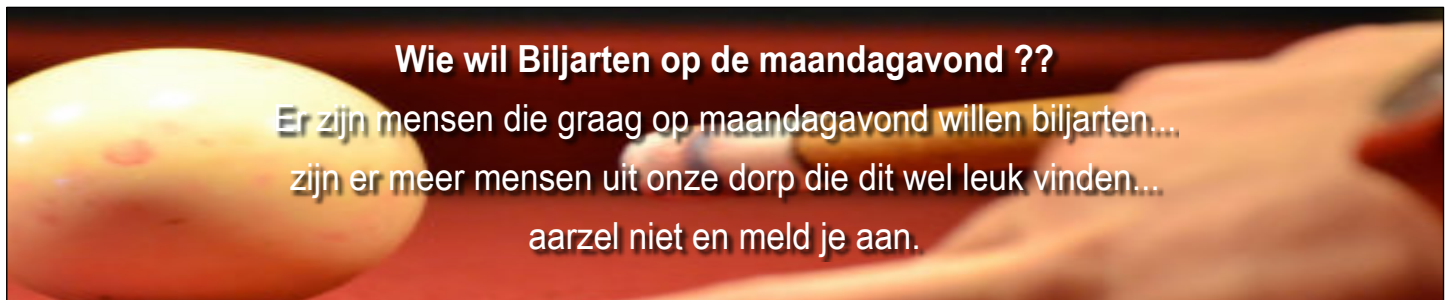 Wie wil Biljarten op de maandagavond ??
Er zijn mensen die graag op maandagavond willen biljarten...
zijn er meer mensen uit onze dorp die dit wel leuk vinden...
aarzel niet en meld je aan.